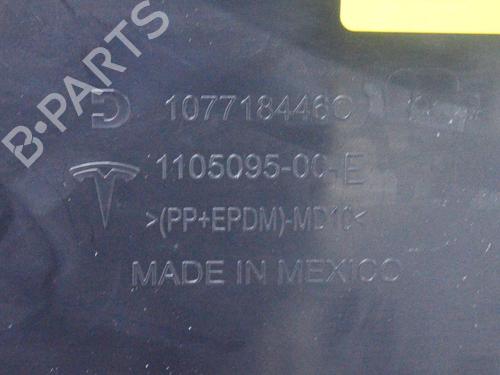 B-PARTS
107718446C
1105095-00-E
>(PP+EPDM)-MD10<
MADE IN MEXICO